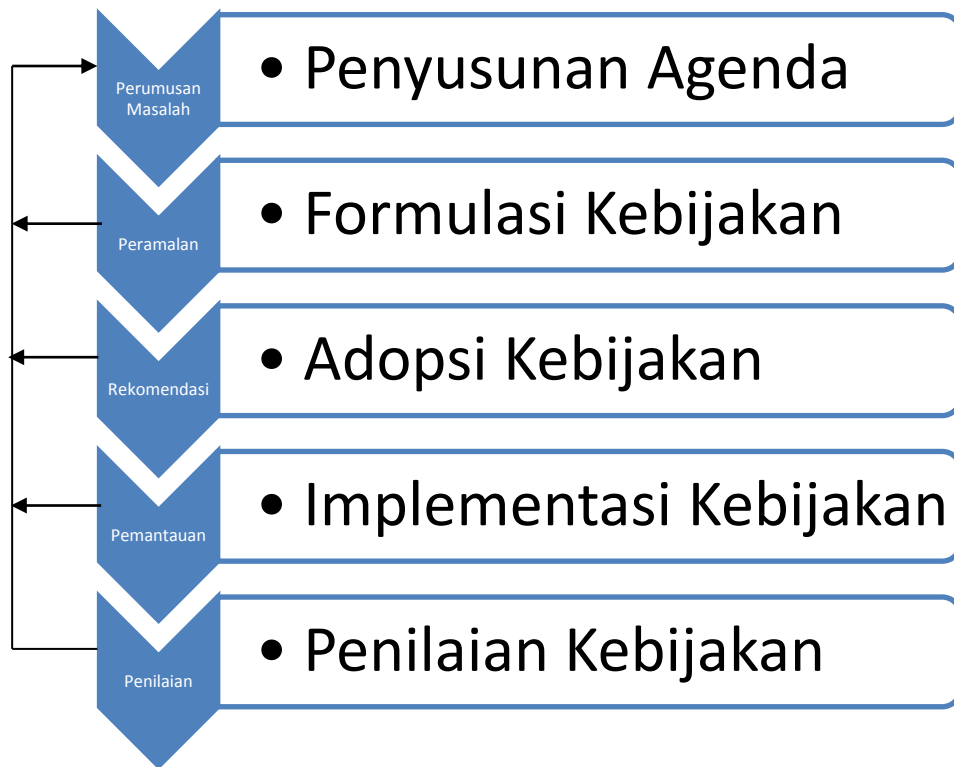 Perumusan
Masalah
• Penyusunan Agenda
Peramalan
• Formulasi Kebijakan
Rekomendasi
• Adopsi Kebijakan
Pemantauan
• Implementasi Kebijakan
Penilaian
• Penilaian Kebijakan